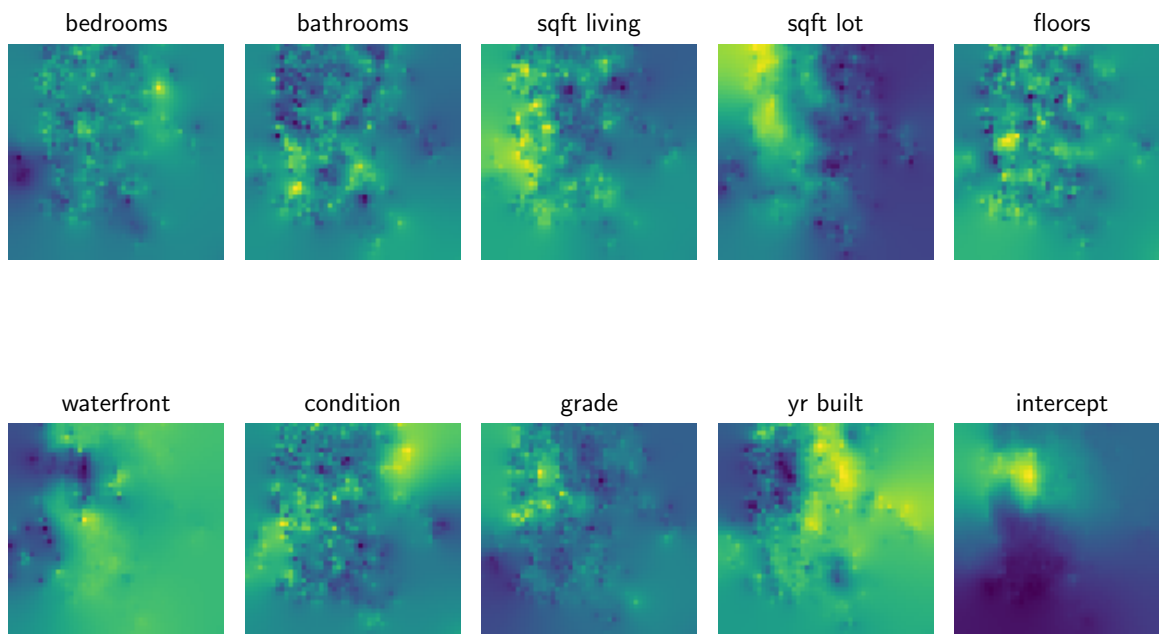 bedrooms
bathrooms
sqft living
sqft lot
floors
waterfront
condition
grade
yr built
intercept